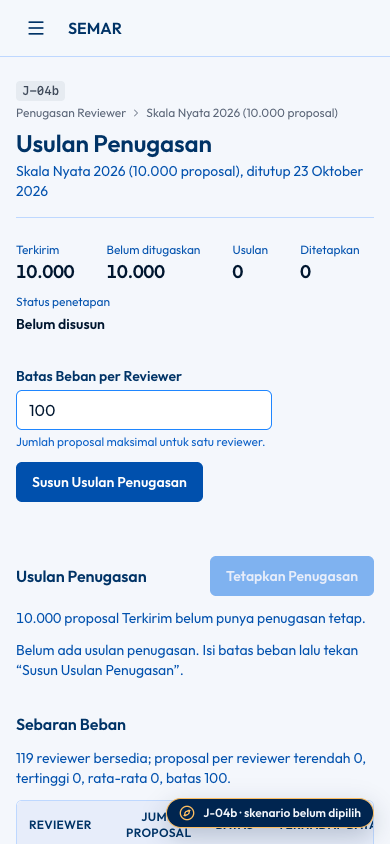 SEMAR
J-04b
Penugasan Reviewer > Skala Nyata 2026 (10.000 proposal)
Usulan Penugasan
Skala Nyata 2026 (10.000 proposal), ditutup 23 Oktober
2026
Terkirim Belum ditugaskan Usulan Ditetapkan
10.000 10.000 0 0
Status penetapan
Belum disusun
Batas Beban per Reviewer
100
Jumlah proposal maksimal untuk satu reviewer.
Susun Usulan Penugasan
Usulan Penugasan Tetapkan Penugasan
10.000 proposal Terkirim belum punya penugasan tetap.
Belum ada usulan penugasan. Isi batas beban lalu tekan
“Susun Usulan Penugasan”.
Sebaran Beban
119 reviewer bersedia; proposal per reviewer terendah 0,
tertinggi 0, rata-rata 0, batas 100.
J-04b · skenario belum dipilih
REVIEWER
PROPOSAL